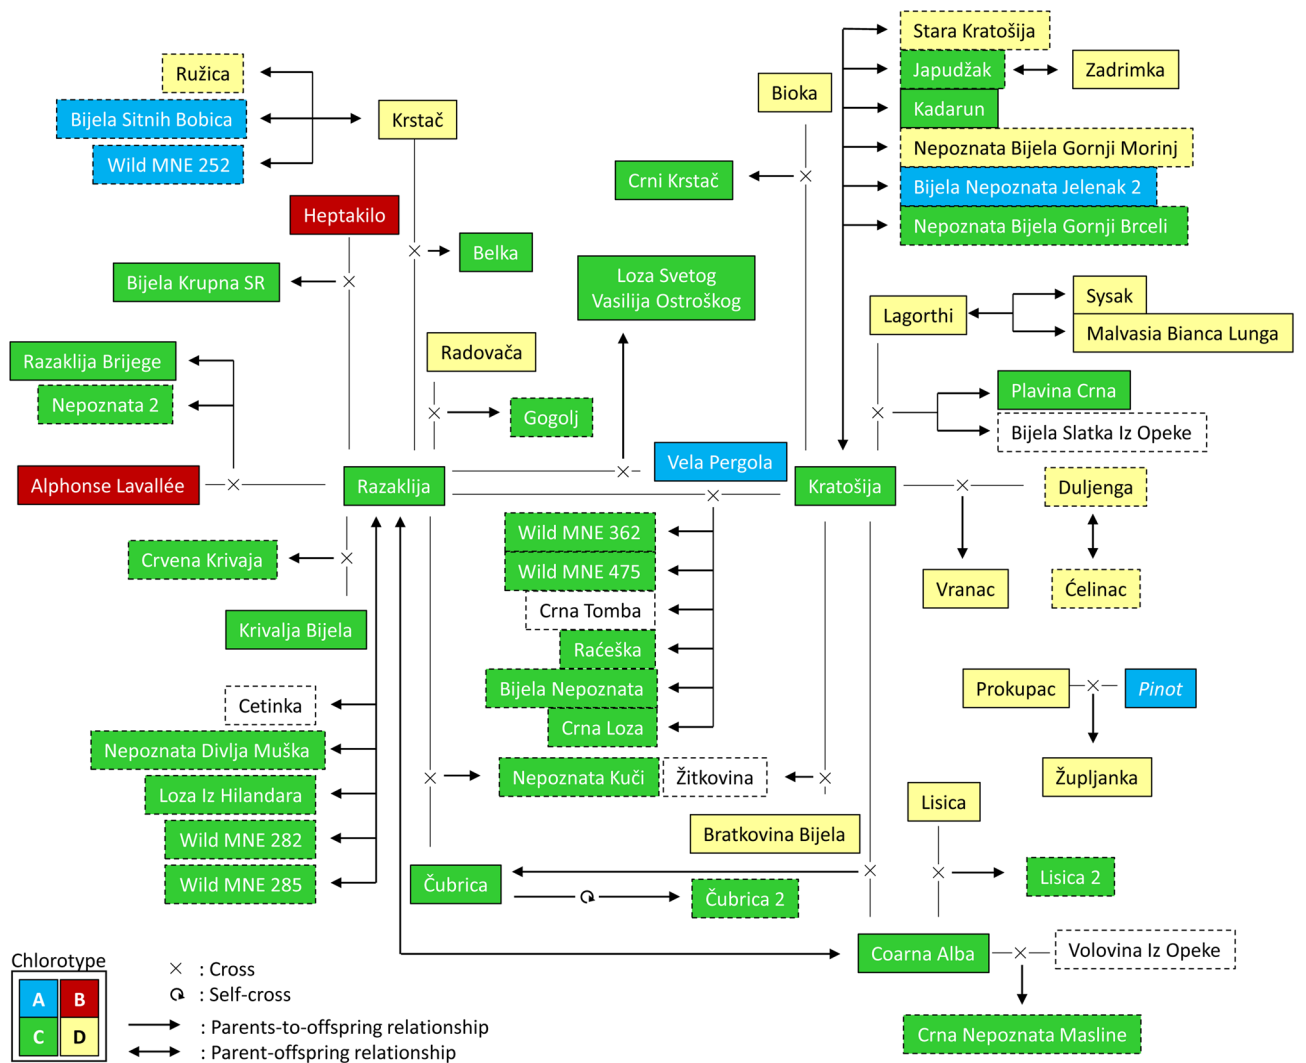 Stara Kratošija
Ružica
Japudžak
Zadrimka
Bioka
Kadarun
Bijela Sitnih Bobica
Krstač
Nepoznata Bijela Gornji Morinj
Wild MNE 252
Crni Krstač
Bijela Nepoznata Jelenak 2
Heptakilo
Nepoznata Bijela Gornji Brceli
Belka
Bijela Krupna SR
Loza Svetog
Vasilija Ostroškog
Sysak
Lagorthi
Malvasia Bianca Lunga
Radovača
Razaklija Brijege
Plavina Crna
Nepoznata 2
Gogolj
Bijela Slatka Iz Opeke
Vela Pergola
Alphonse Lavallée
Razaklija
Kratošija
Duljenga
Wild MNE 362
Crvena Krivaja
Wild MNE 475
Vranac
Ćelinac
Crna Tomba
Krivalja Bijela
Raćeška
Bijela Nepoznata
Prokupac
Pinot
Cetinka
Crna Loza
Nepoznata Divlja Muška
Nepoznata Kuči
Žitkovina
Župljanka
Loza Iz Hilandara
Lisica
Wild MNE 282
Bratkovina Bijela
Wild MNE 285
Čubrica
Lisica 2
Čubrica 2
Coarna Alba
Volovina Iz Opeke
Crna Nepoznata Masline
Chlorotype
A B
C D
: Cross
: Self-cross
: Parents-to-offspring relationship
: Parent-offspring relationship